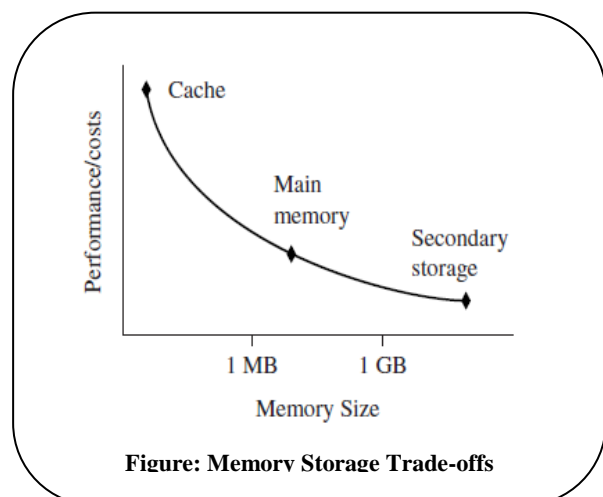 Performance/costs
Cache
Main
memory
Secondary
storage
1 MB
1 GB
Memory Size
Figure: Memory Storage Trade-offs